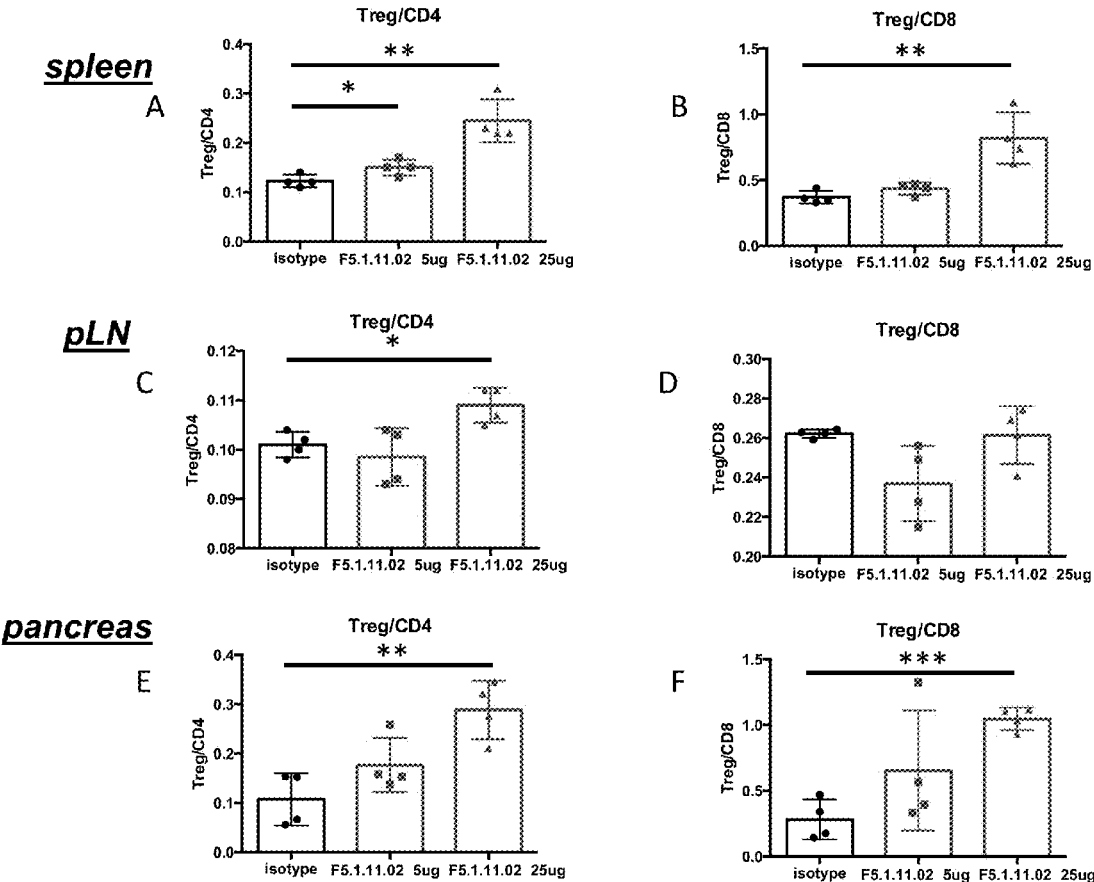 spleen
A
Treg/CD4
**
*
Treg/CD4
0.4
0.3
0.2
0.1
0.0
isotype F5.1.11.02 5ug F5.1.11.02 25ug
B
Treg/CD8
**
Treg/CD8
1.5
1.0
0.5
0.0
isotype F5.1.11.02 5ug F5.1.11.02 25ug
pLN
C
Treg/CD4
*
Treg/CD4
0.12
0.11
0.10
0.09
0.08
isotype F5.1.11.02 5ug F5.1.11.02 25ug
D
Treg/CD8
Treg/CD8
0.30
0.28
0.26
0.24
0.22
0.20
isotype F5.1.11.02 5ug F5.1.11.02 25ug
pancreas
E
Treg/CD4
**
Treg/CD4
0.4
0.3
0.2
0.1
0.0
isotype F5.1.11.02 5ug F5.1.11.02 25ug
F
Treg/CD8
***
Treg/CD8
1.5
1.0
0.5
0.0
isotype F5.1.11.02 5ug F5.1.11.02 25ug